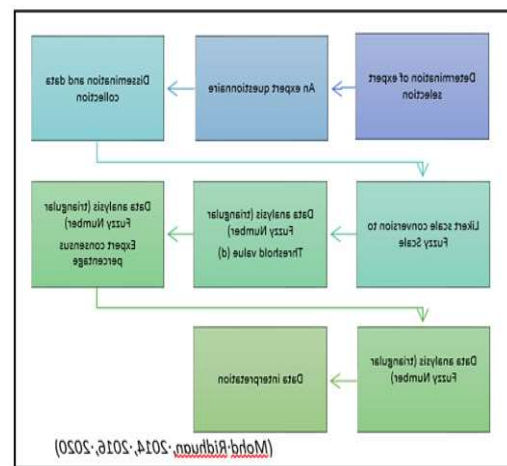 Determination of expert
selection
An expert questionnaire
Dissemination and data
collection
Likert scale conversion to
Fuzzy Scale
Data analysis (triangular
Fuzzy Number)
Threshold value (d)
Data analysis (triangular
Fuzzy Number)
Expert consensus
percentage
Data analysis (triangular
Fuzzy Number)
Data interpretation
(Mohd·Ridhuan,·2014,·2016,·2020)